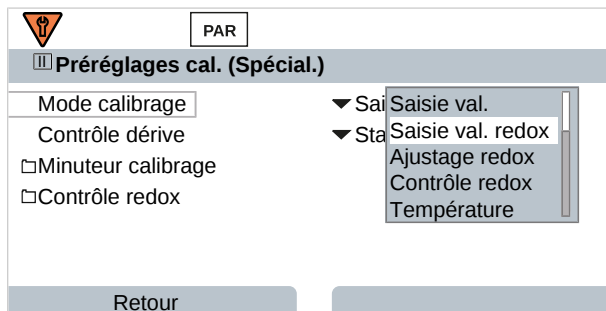 PAR
II Préréglages cal. (Spécial.)
Mode calibrage
Sai
Saisie val.
Contrôle dérive
Sta
Saisie val. redox
Minuteur calibrage
Ajustage redox
Contrôle redox
Contrôle redox
Température
Retour